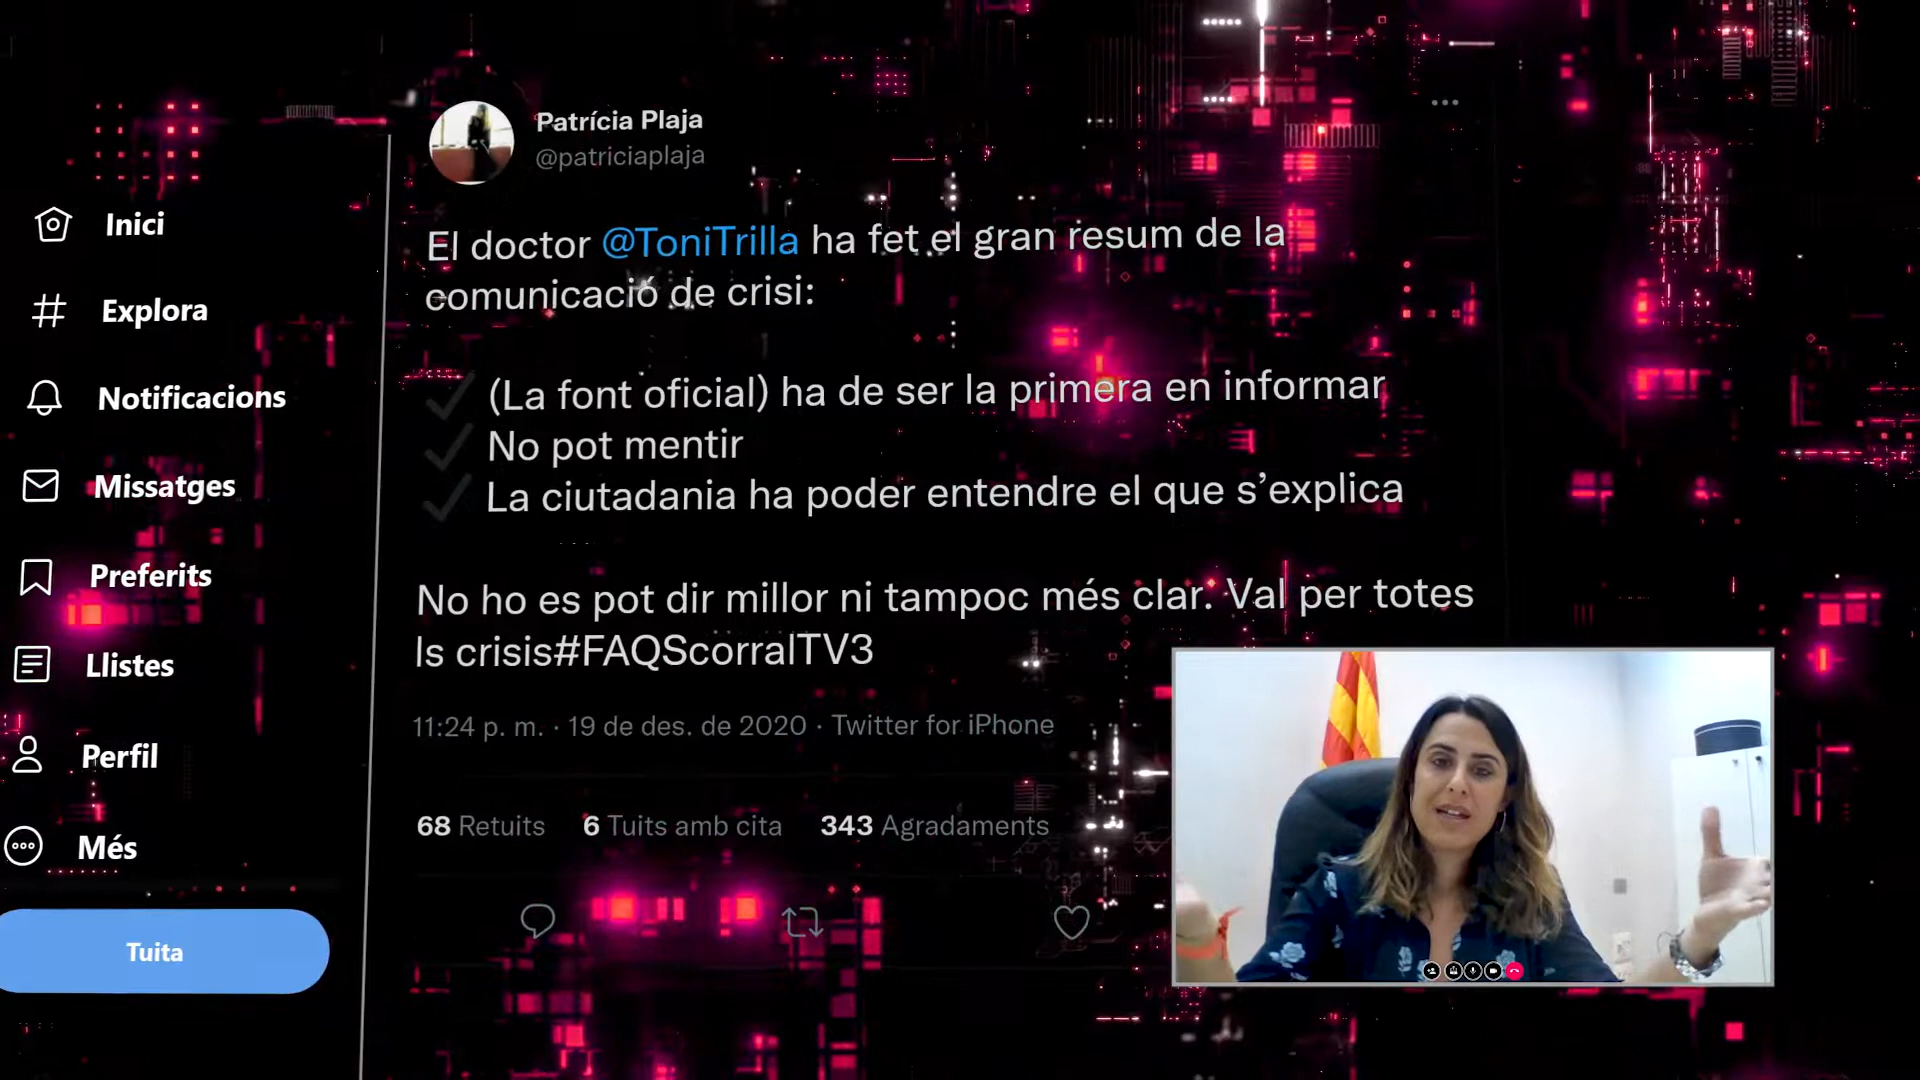 Inici
Explora
Notificacions
Missatges
Preferits
Llistes
Perfil
Més
Tuita
Patrícia Plaja
@patriciaplaja
El doctor @ToniTrilla ha fet el gran resum de la
comunicació de crisi:
(La font oficial) ha de ser la primera en informar
No pot mentir
La ciutadania ha poder entendre el que s’explica
No ho es pot dir millor ni tampoc més clar. Val per totes
ls crisis#FAQScorralTV3
11:24 p. m. · 19 de des. de 2020 · Twitter for iPhone
68 Retuits 6 Tuits amb cita 343 Agradaments